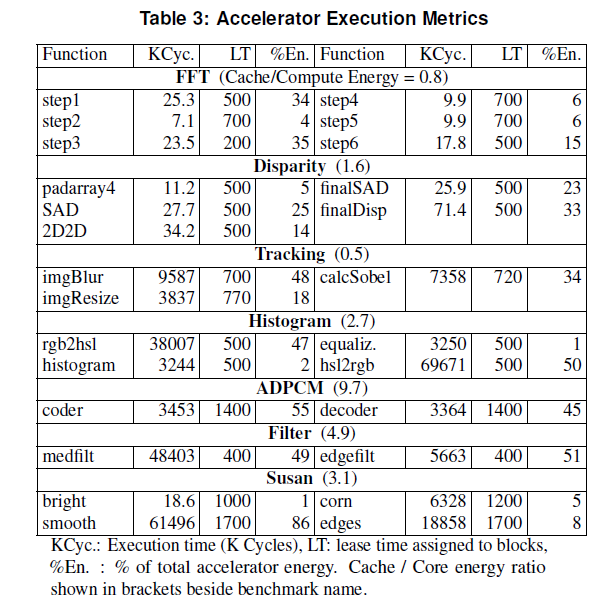 Table 3: Accelerator Execution Metrics
Function KCyc. LT %En. Function KCyc. LT %En.
FFT (Cache/Compute Energy = 0.8)
step1 25.3 500 34 step4 9.9 700 6
step2 7.1 700 4 step5 9.9 700 6
step3 23.5 200 35 step6 17.8 500 15
Disparity (1.6)
padarray4 11.2 500 5 finalSAD 25.9 500 23
SAD 27.7 500 25 finalDisp 71.4 500 33
2D2D 34.2 500 14
Tracking (0.5)
imgBlur 9587 700 48 calcSobel 7358 720 34
imgResize 3837 770 18
Histogram (2.7)
rgb2hsl 38007 500 47 equaliz. 3250 500 1
histogram 3244 500 2 hsl2rgb 69671 500 50
ADPCM (9.7)
coder 3453 1400 55 decoder 3364 1400 45
Filter (4.9)
medfilt 48403 400 49 edgefilt 5663 400 51
Susan (3.1)
bright 18.6 1000 1 corn 6328 1200 5
smooth 61496 1700 86 edges 18858 1700 8
KCyc.: Execution time (K Cycles), LT: lease time assigned to blocks,
%En. : % of total accelerator energy. Cache / Core energy ratio
shown in brackets beside benchmark name.